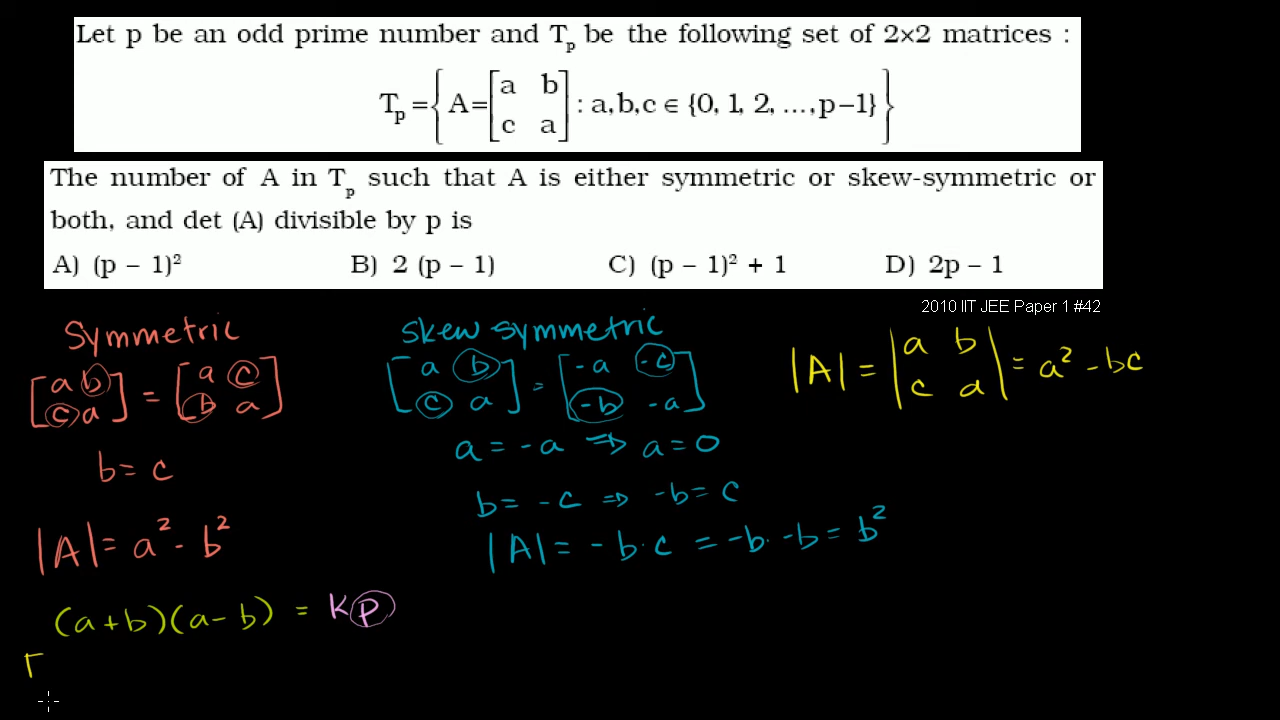 Let p be an odd prime number and Tₚ be the following set of 2×2 matrices :
Tₚ = { A = [a b; c a] : a,b,c ∈ {0, 1, 2, ...,p−1} }
The number of A in Tₚ such that A is either symmetric or skew-symmetric or
both, and det (A) divisible by p is
A) (p − 1)²
B) 2 (p − 1)
C) (p − 1)² + 1
D) 2p − 1
2010 IIT JEE Paper 1 #42
Symmetric
[a b; c a] = [a c; b a]
b = c
|A| = a² - b²
(a+b)(a-b) = Kp
Skew symmetric
[a b; c a] = [-a -c; -b -a]
a = -a ⇒ a = 0
b = -c ⇒ -b = c
|A| = -b·c = -b·-b = b²
|A| = |a b; c a| = a² - bc